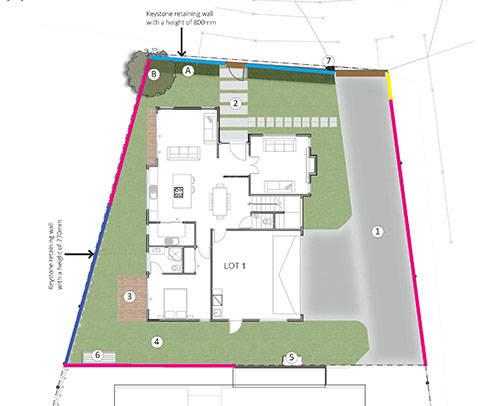 Keystone retaining wall
with a height of 800mm
7
B
A
2
Keystone retaining wall
with a height of 770mm
1
LOT 1
3
4
6
5